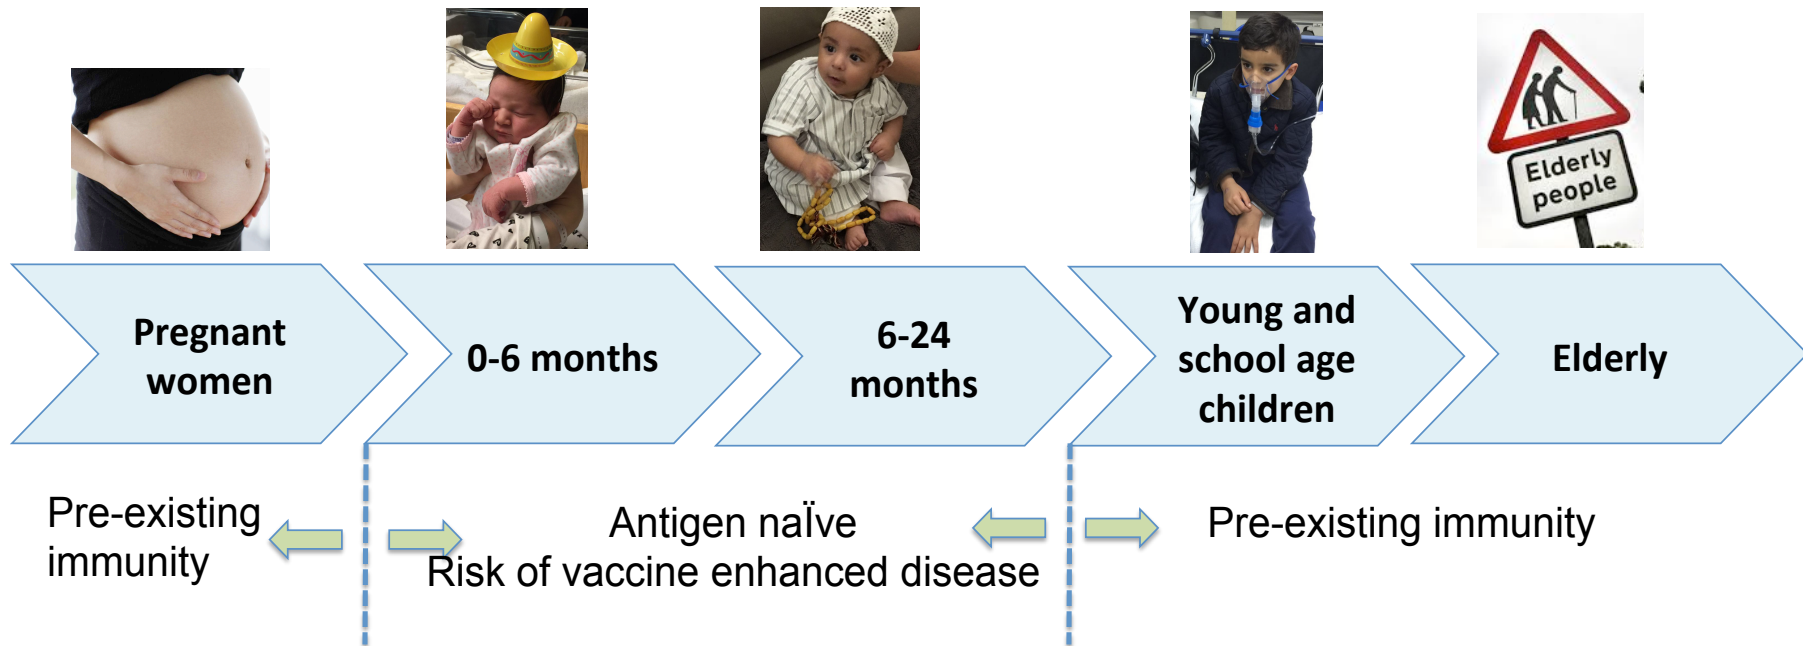 Elderly
people
Pregnant
women
0-6 months
6-24
months
Young and
school age
children
Elderly
Pre-existing
immunity
Antigen naÏve
Risk of vaccine enhanced disease
Pre-existing immunity